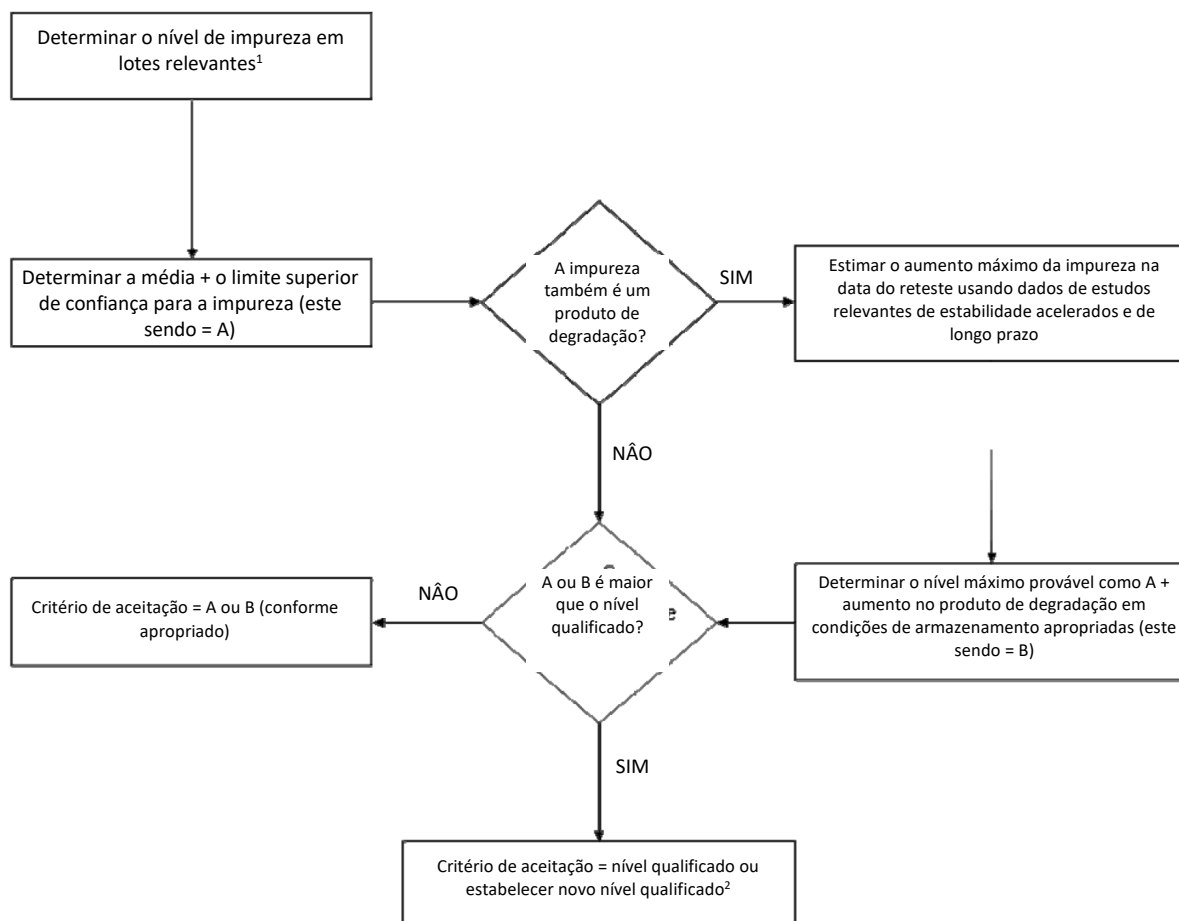 Determinar o nível de impureza em
lotes relevantes¹
Determinar a média + o limite superior
de confiança para a impureza (este
sendo = A)
A impureza
também é um
produto de
degradação?
SIM
Estimar o aumento máximo da impureza na
data do reteste usando dados de estudos
relevantes de estabilidade acelerados e de
longo prazo
NÂO
A ou B é maior
que o nível
qualificado?
e
NÂO
Critério de aceitação = A ou B (conforme
apropriado)
Determinar o nível máximo provável como A +
aumento no produto de degradação em
condições de armazenamento apropriadas (este
sendo = B)
SIM
Critério de aceitação = nível qualificado ou
estabelecer novo nível qualificado²